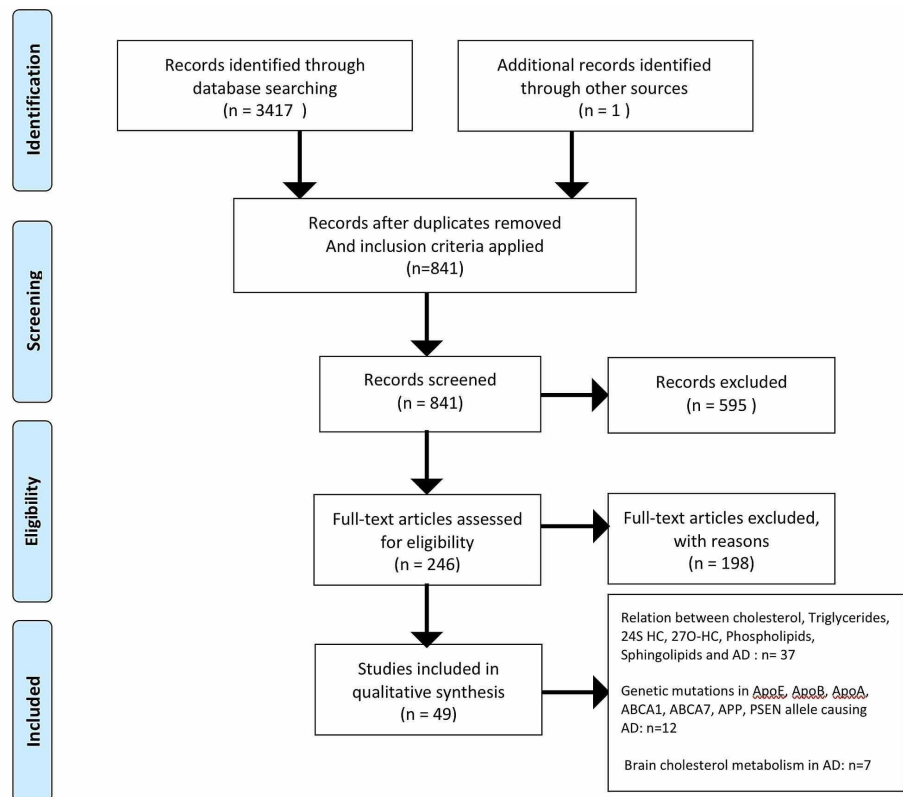 Identification
Records identified through
database searching
(n = 3417  )
Additional records identified
through other sources
(n = 1 )
Records after duplicates removed
And inclusion criteria applied
(n=841)
Screening
Records screened
(n = 841)
Records excluded
(n = 595 )
Eligibility
Full-text articles assessed
for eligibility
(n = 246)
Full-text articles excluded,
with reasons
(n = 198)
Included
Studies included in
qualitative synthesis
(n = 49)
Relation between cholesterol, Triglycerides,
24S HC, 27O-HC, Phospholipids,
Sphingolipids and AD : n= 37
Genetic mutations in ApoE, ApoB, ApoA,
ABCA1, ABCA7, APP, PSEN allele causing
AD: n=12
Brain cholesterol metabolism in AD: n=7